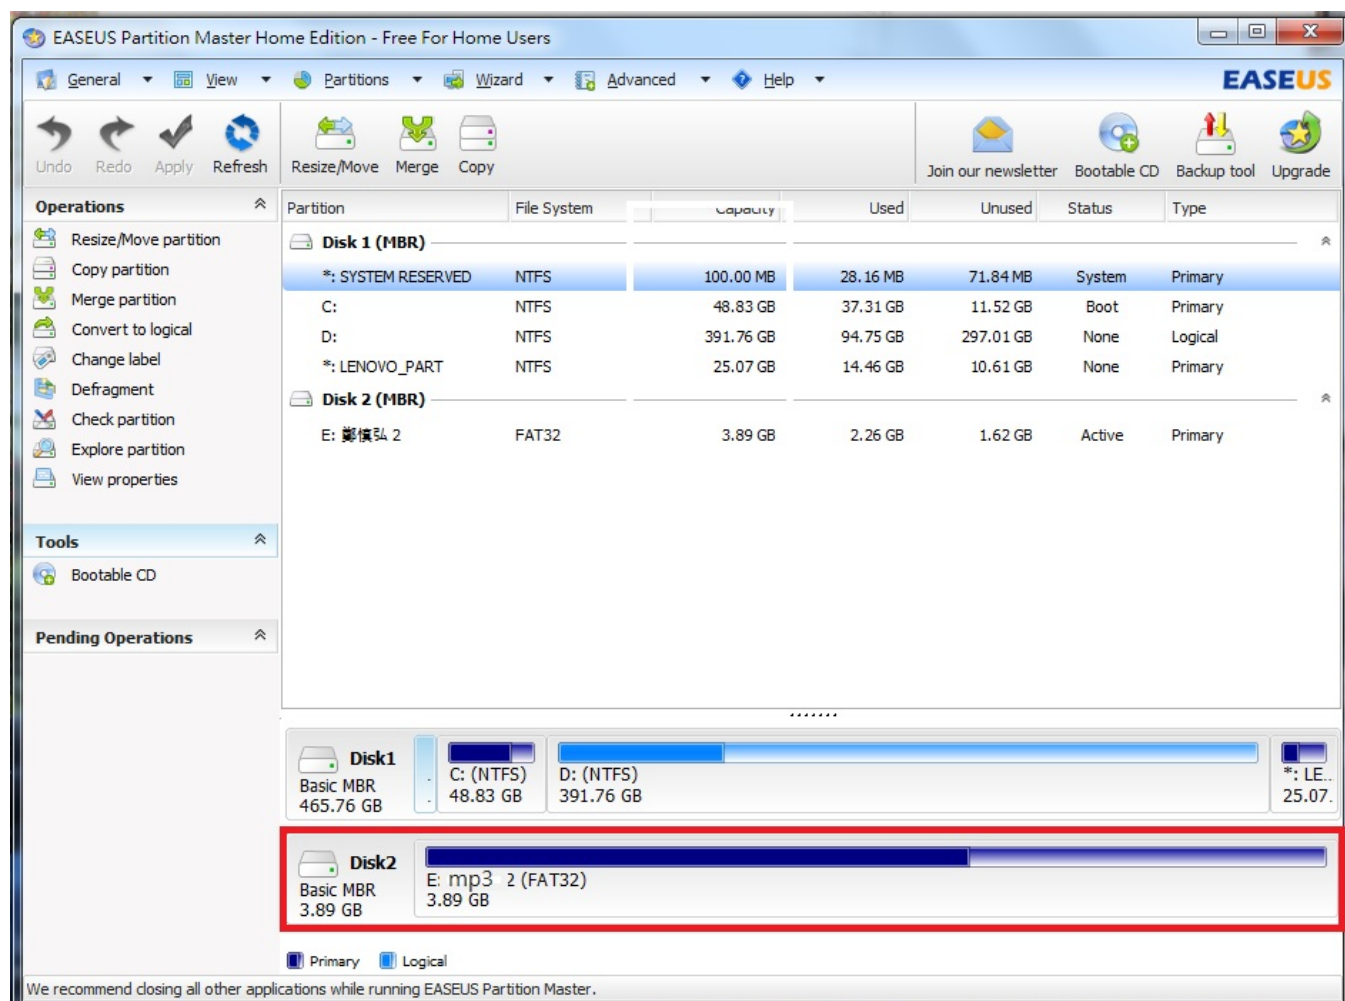 EASEUS Partition Master Home Edition - Free For Home Users
General View Partitions Wizard Advanced Help EASEUS
Undo Redo Apply Refresh Resize/Move Merge Copy Join our newsletter Bootable CD Backup tool Upgrade
Operations
Resize/Move partition
Copy partition
Merge partition
Convert to logical
Change label
Defragment
Check partition
Explore partition
View properties
Tools
Bootable CD
Pending Operations
Partition File System Capacity Used Unused Status Type
Disk 1 (MBR)
*: SYSTEM RESERVED NTFS 100.00 MB 28.16 MB 71.84 MB System Primary
C: NTFS 48.83 GB 37.31 GB 11.52 GB Boot Primary
D: NTFS 391.76 GB 94.75 GB 297.01 GB None Logical
*: LENOVO_PART NTFS 25.07 GB 14.46 GB 10.61 GB None Primary
Disk 2 (MBR)
E: 鄭慎弘 2 FAT32 3.89 GB 2.26 GB 1.62 GB Active Primary
Disk1
Basic MBR
465.76 GB
C: (NTFS)
48.83 GB
D: (NTFS)
391.76 GB
*: LE...
25.07.
Disk2
Basic MBR
3.89 GB
E: mp3 2 (FAT32)
3.89 GB
Primary Logical
We recommend closing all other applications while running EASEUS Partition Master.